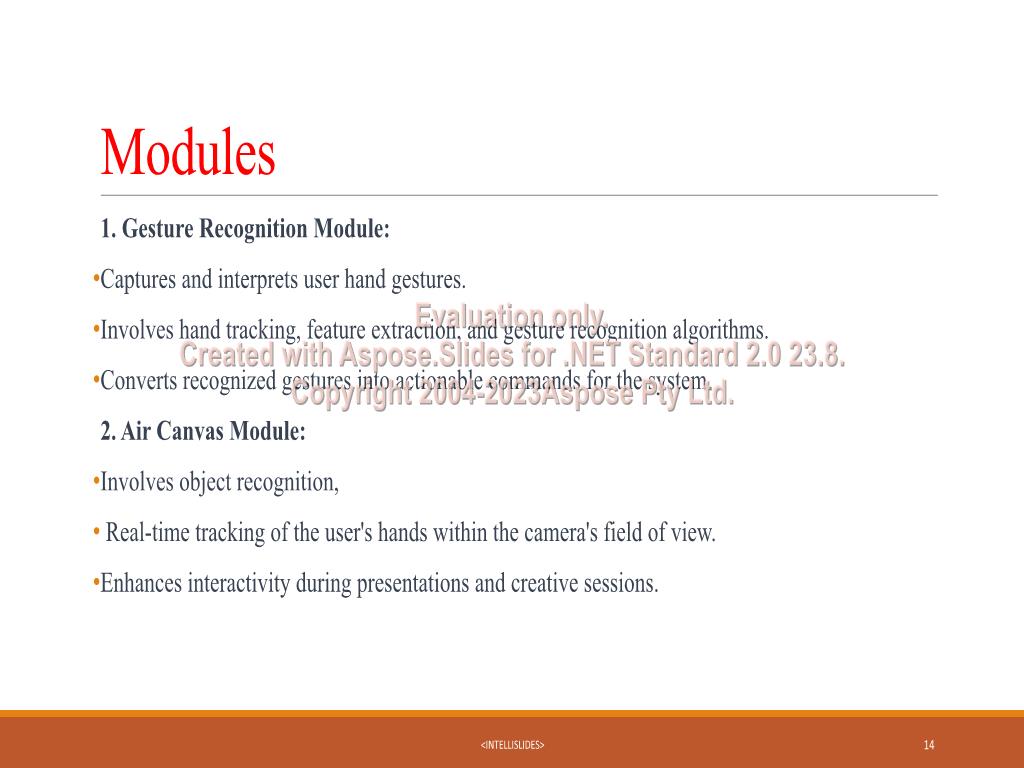 Modules
1. Gesture Recognition Module:
•Captures and interprets user hand gestures.
•Involves hand tracking, feature extraction, and gesture recognition algorithms.
•Converts recognized gestures into actionable commands for the system.
Evaluation only.
Created with Aspose.Slides for .NET Standard 2.0 23.8.
Copyright 2004-2023Aspose Pty Ltd.
2. Air Canvas Module:
•Involves object recognition,
• Real-time tracking of the user's hands within the camera's field of view.
•Enhances interactivity during presentations and creative sessions.
<INTELLISLIDES>
14